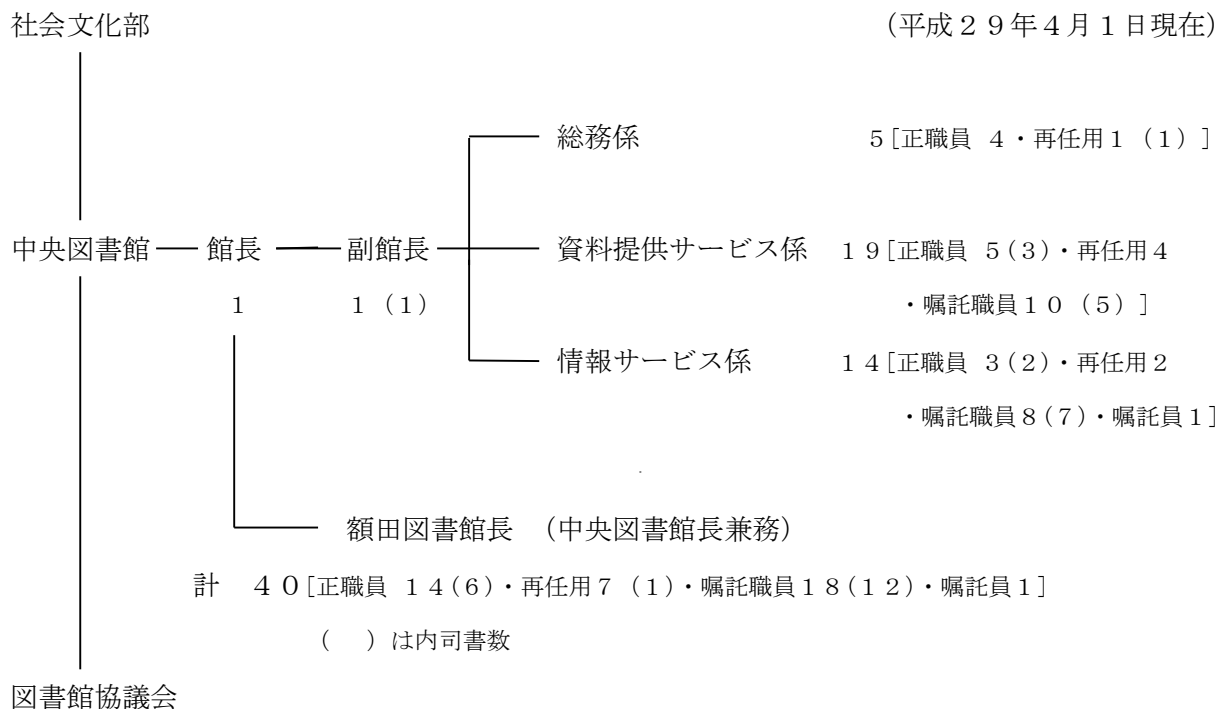 社会文化部 (平成29年4月1日現在)
総務係 5[正職員 4・再任用1(1)]
中央図書館 館長 副館長 資料提供サービス係 19[正職員 5(3)・再任用4
1 1(1) ・嘱託職員10(5)]
情報サービス係 14[正職員 3(2)・再任用2
・嘱託職員8(7)・嘱託員1]
額田図書館長 (中央図書館長兼務)
計 40[正職員 14(6)・再任用7(1)・嘱託職員18(12)・嘱託員1]
( )は内司書数
図書館協議会